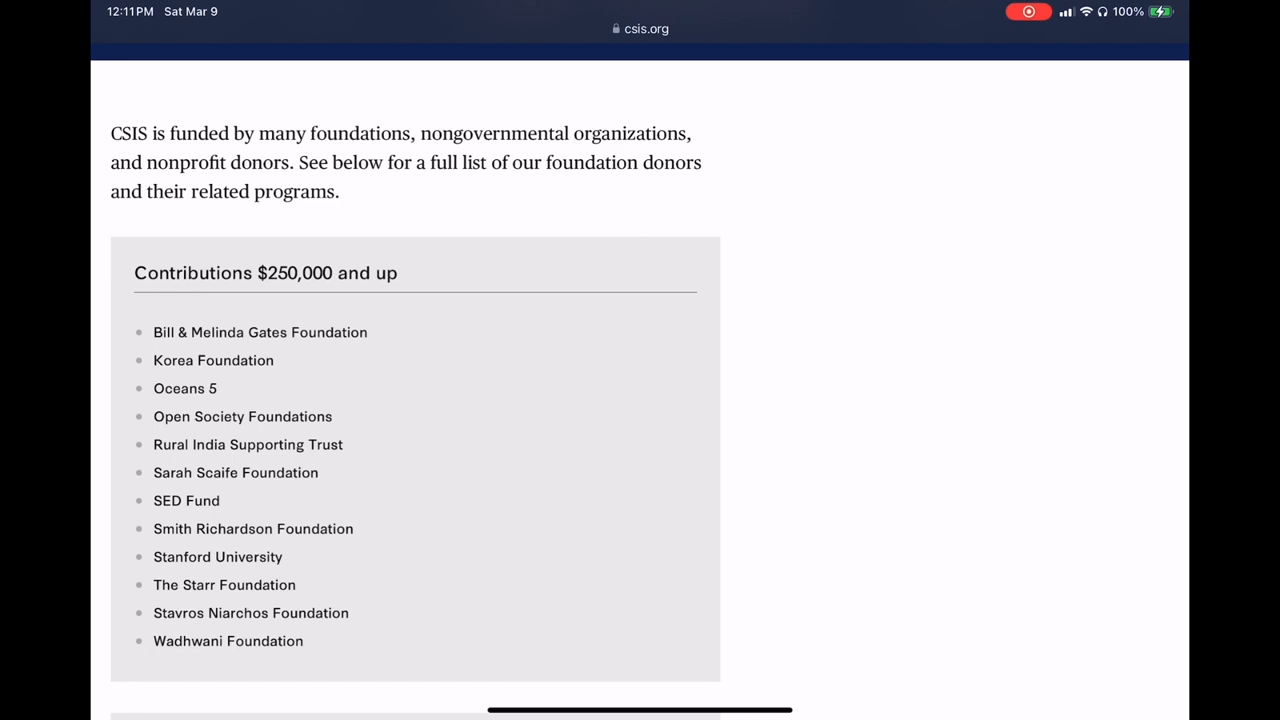 12:11PM Sat Mar 9
100%
csis.org
CSIS is funded by many foundations, nongovernmental organizations,
and nonprofit donors. See below for a full list of our foundation donors
and their related programs.
Contributions $250,000 and up
Bill & Melinda Gates Foundation
Korea Foundation
Oceans 5
Open Society Foundations
Rural India Supporting Trust
Sarah Scaife Foundation
SED Fund
Smith Richardson Foundation
Stanford University
The Starr Foundation
Stavros Niarchos Foundation
Wadhwani Foundation